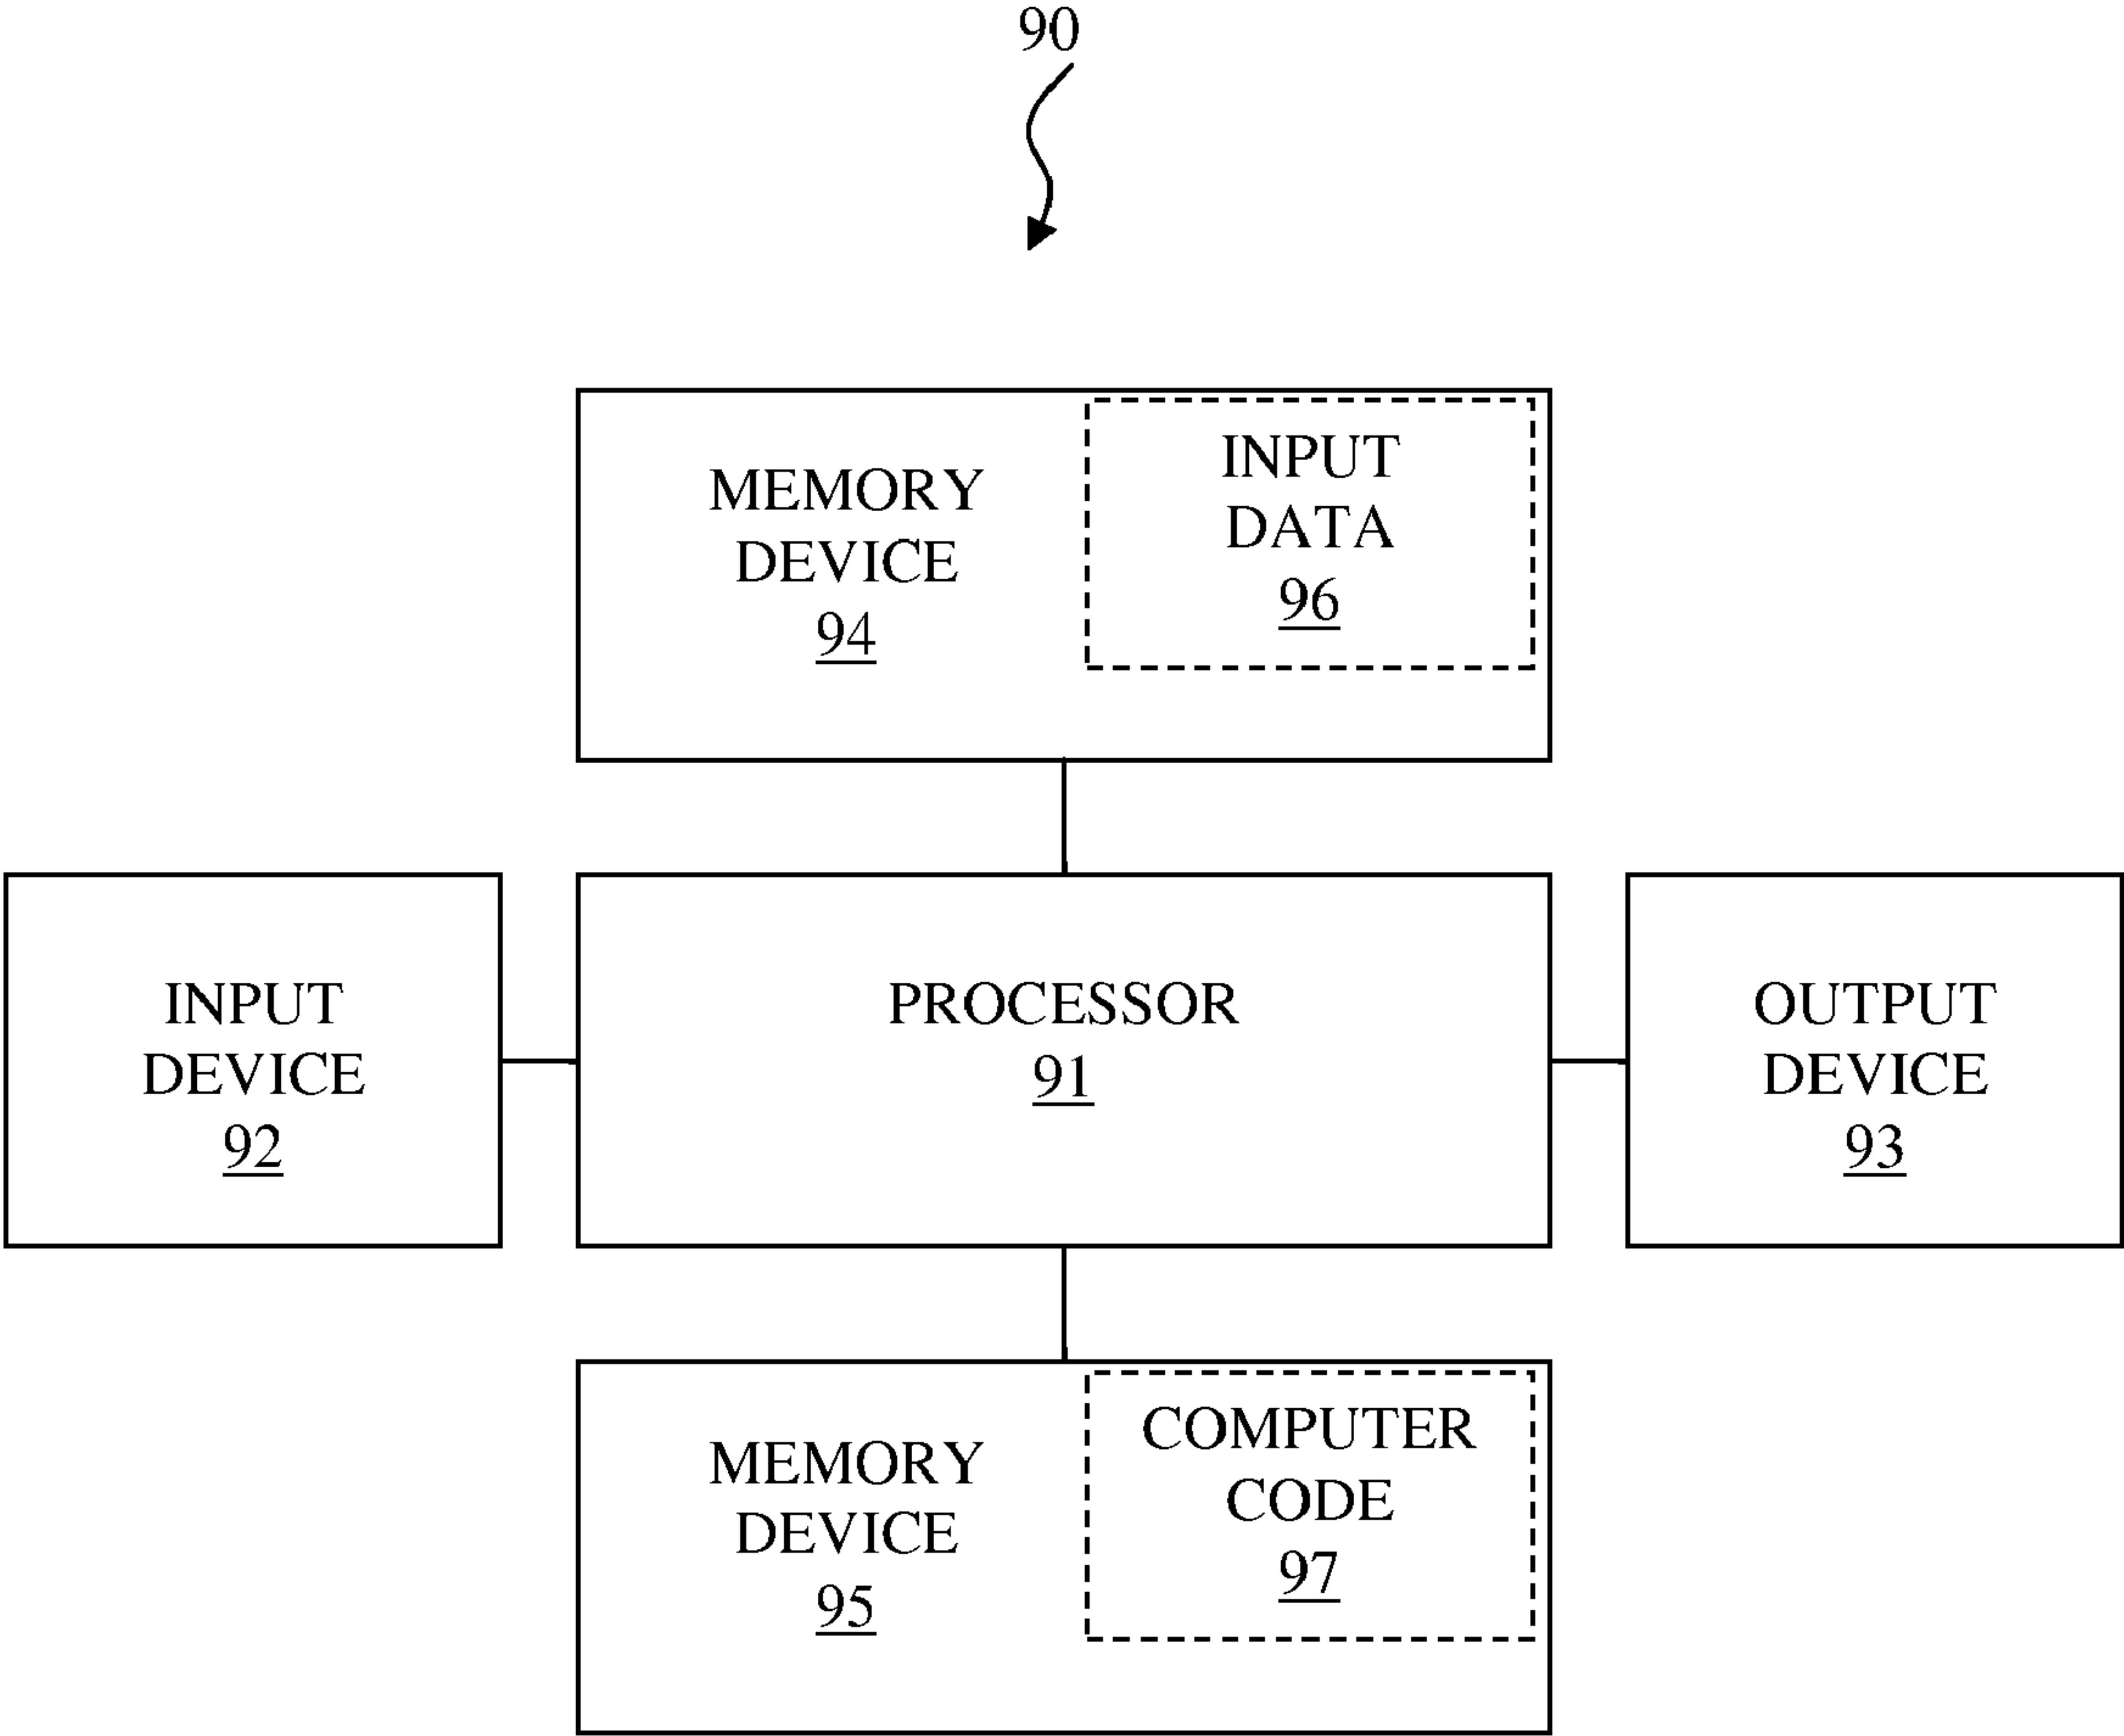 90
MEMORY
DEVICE
94
INPUT
DATA
96
INPUT
DEVICE
92
PROCESSOR
91
OUTPUT
DEVICE
93
MEMORY
DEVICE
95
COMPUTER
CODE
97